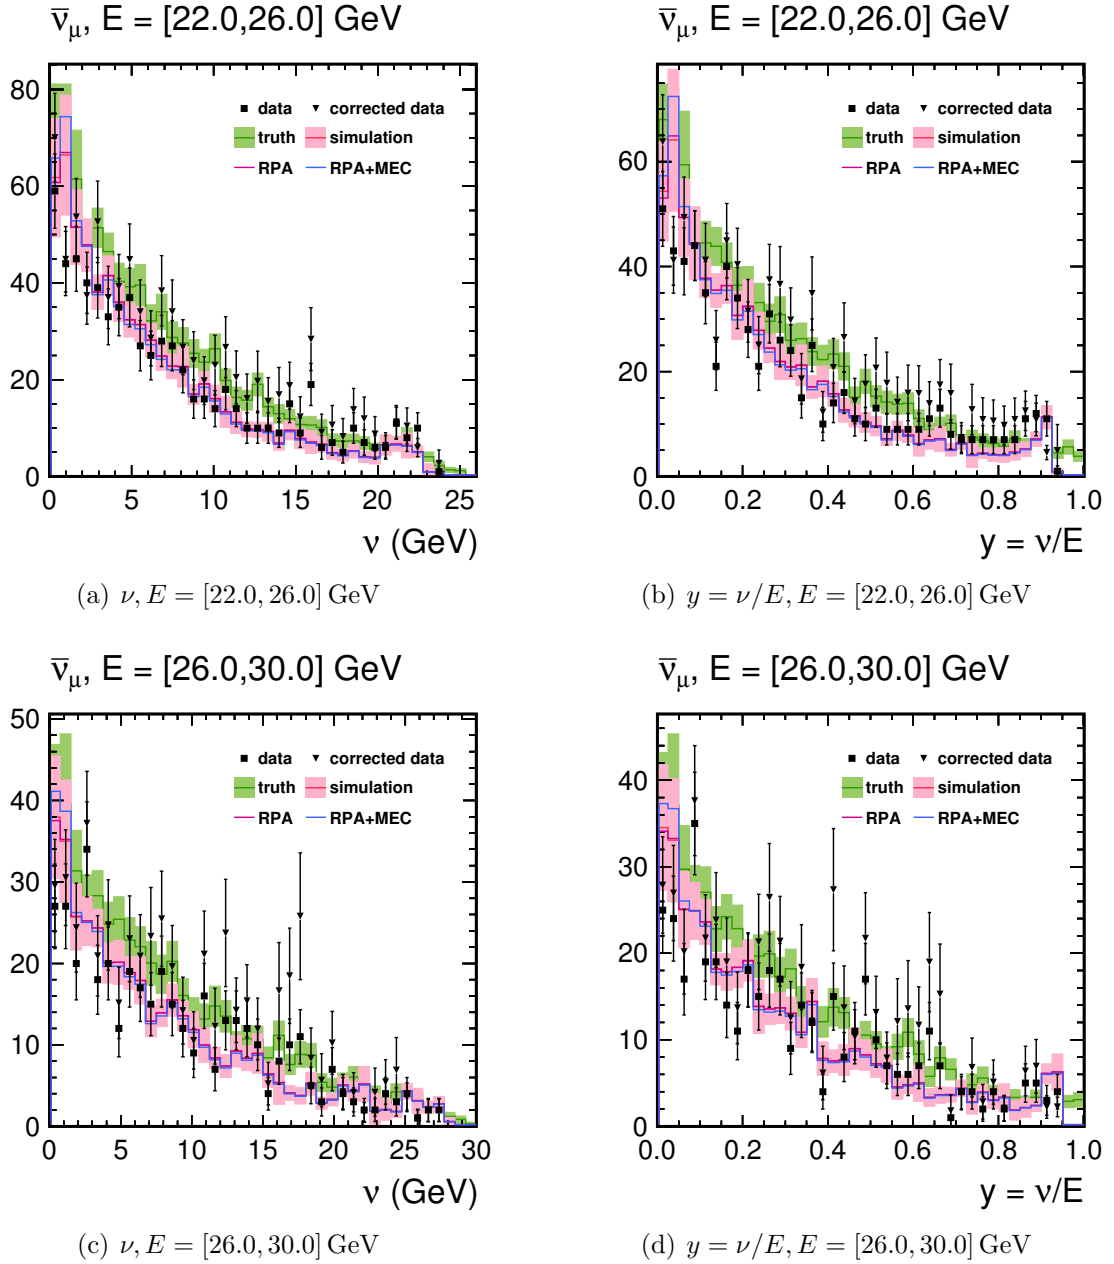 ν̄μ, E = [22.0,26.0] GeV
80
60
40
20
0
data
corrected data
truth
simulation
RPA
RPA+MEC
0 5 10 15 20 25
ν (GeV)
(a) ν, E = [22.0, 26.0] GeV
ν̄μ, E = [22.0,26.0] GeV
60
40
20
0
data
corrected data
truth
simulation
RPA
RPA+MEC
0.0 0.2 0.4 0.6 0.8 1.0
y = ν/E
(b) y = ν/E, E = [22.0, 26.0] GeV
ν̄μ, E = [26.0,30.0] GeV
50
40
30
20
10
0
data
corrected data
truth
simulation
RPA
RPA+MEC
0 5 10 15 20 25 30
ν (GeV)
(c) ν, E = [26.0, 30.0] GeV
ν̄μ, E = [26.0,30.0] GeV
40
30
20
10
0
data
corrected data
truth
simulation
RPA
RPA+MEC
0.0 0.2 0.4 0.6 0.8 1.0
y = ν/E
(d) y = ν/E, E = [26.0, 30.0] GeV